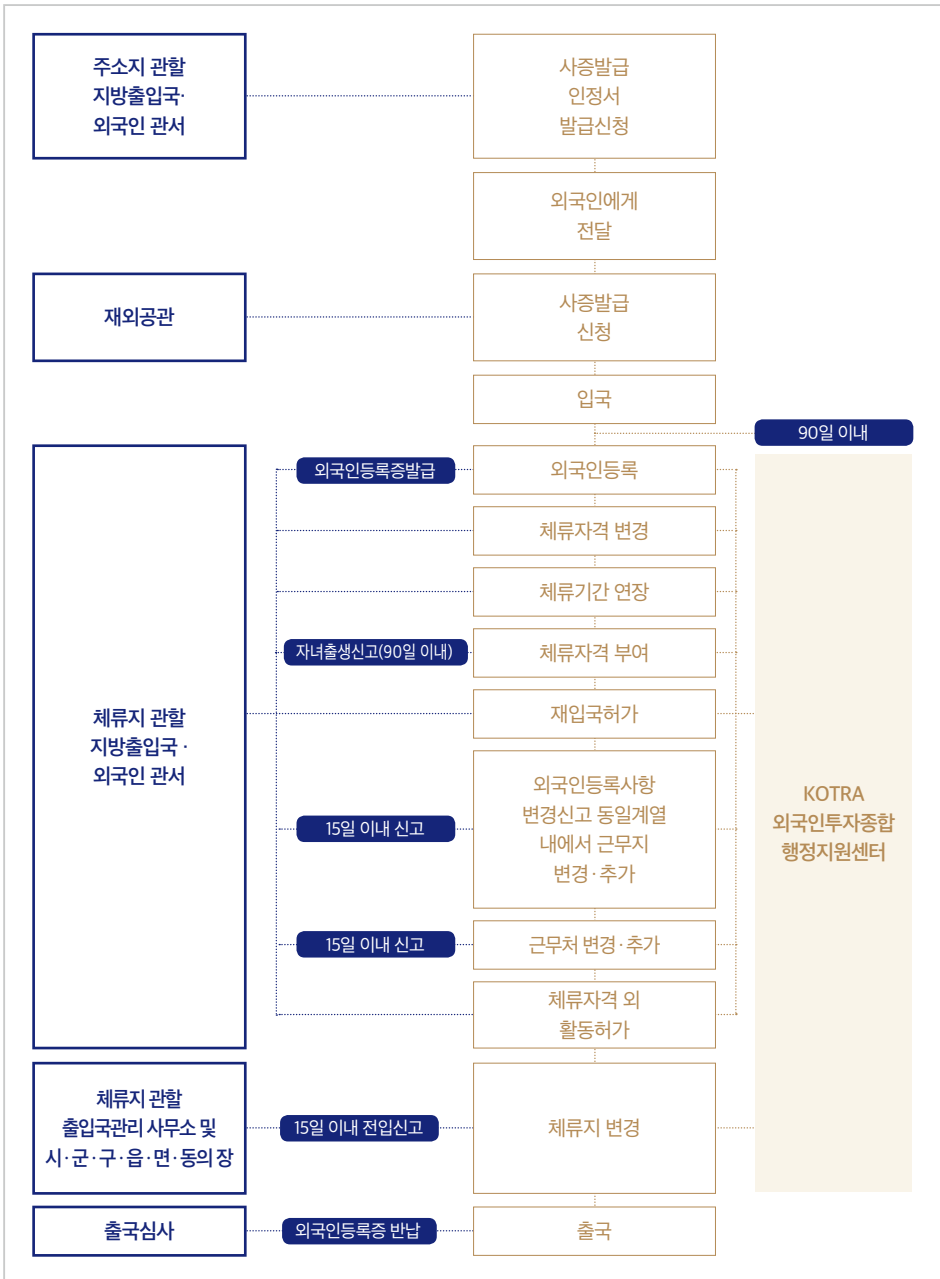 주소지 관할
지방출입국·
외국인 관서
사증발급
인정서
발급신청
외국인에게
전달
재외공관
사증발급
신청
입국
90일 이내
외국인등록증발급
외국인등록
체류자격 변경
체류기간 연장
자녀출생신고(90일 이내)
체류자격 부여
체류지 관할
지방출입국·
외국인 관서
재입국허가
15일 이내 신고
외국인등록사항
변경신고 동일계열
내에서 근무지
변경·추가
KOTRA
외국인투자종합
행정지원센터
15일 이내 신고
근무처 변경·추가
체류자격 외
활동허가
체류지 관할
출입국관리 사무소 및
시·군·구·읍·면·동의 장
15일 이내 전입신고
체류지 변경
출국심사
외국인등록증 반납
출국